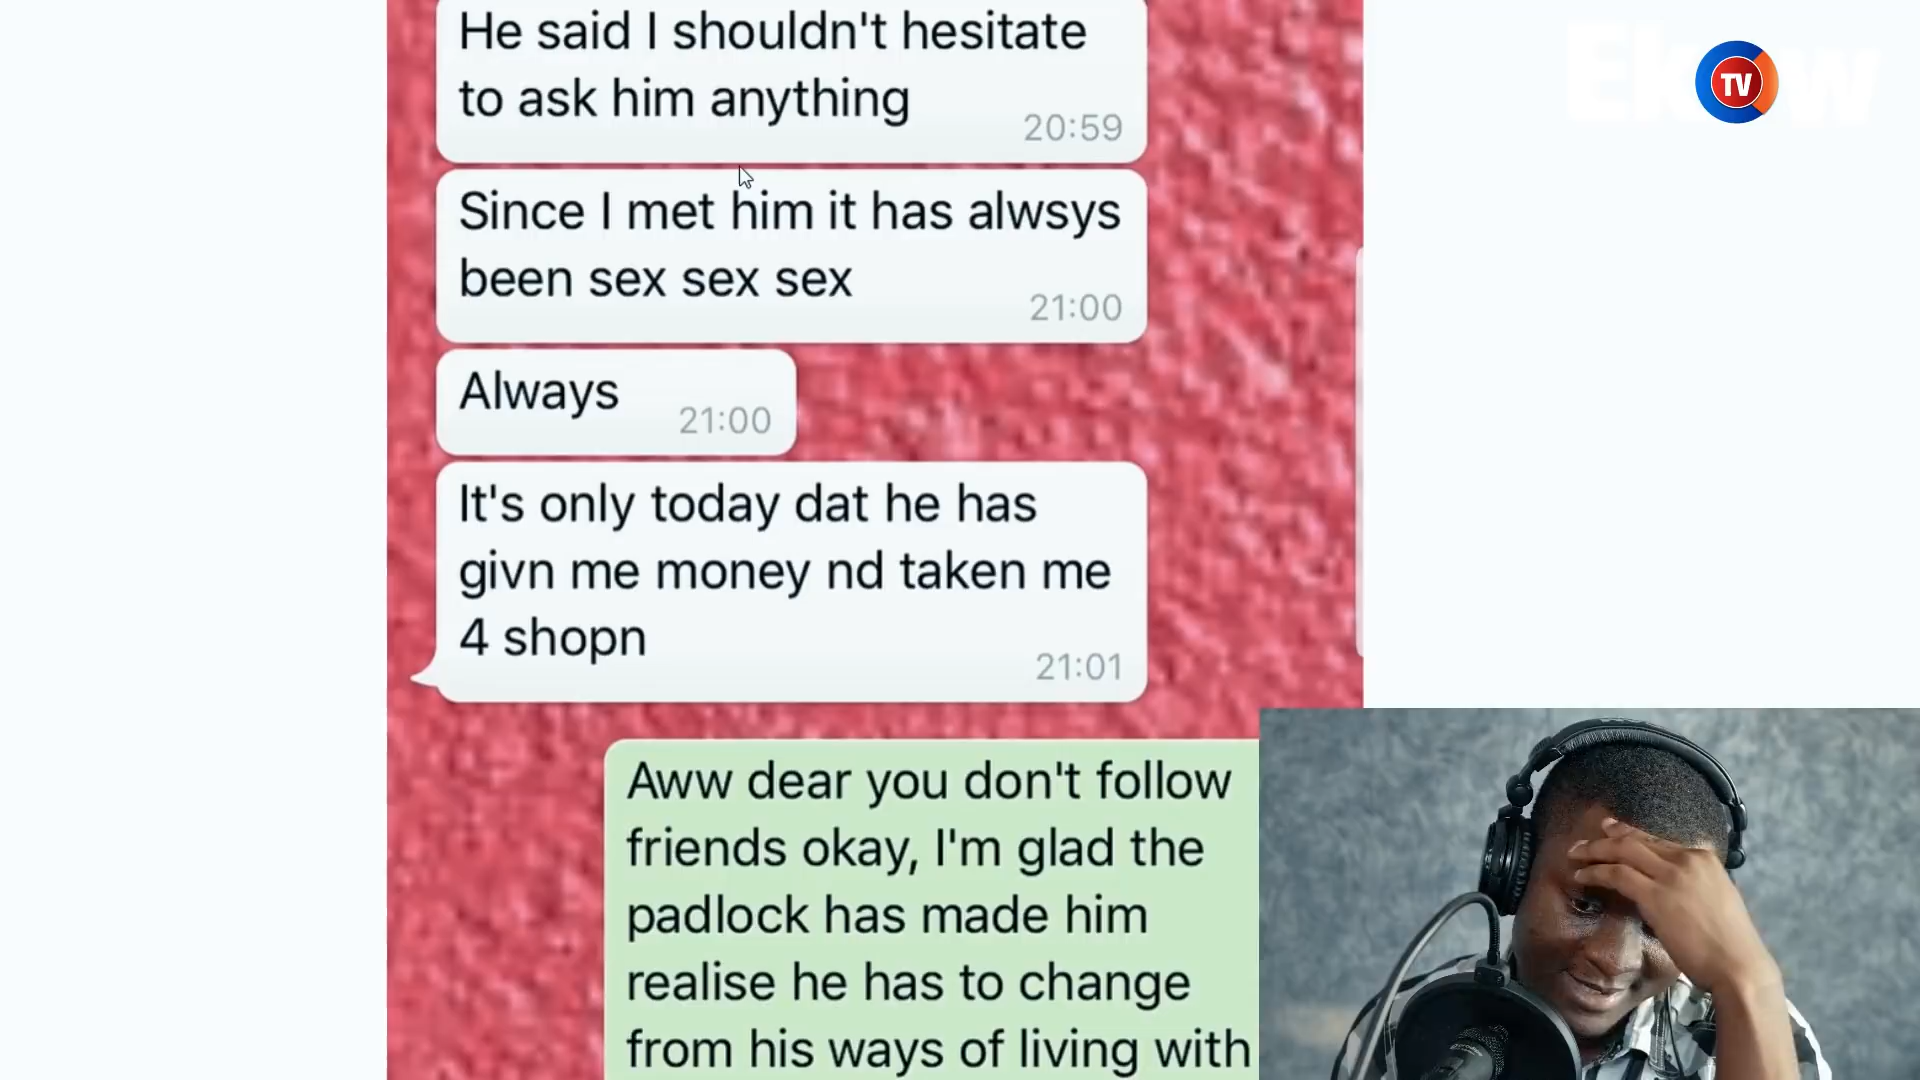 He said I shouldn't hesitate
to ask him anything
20:59
Since I met him it has alwsys
been sex sex sex
21:00
Always
21:00
It's only today dat he has
givn me money nd taken me
4 shopn
21:01
Aww dear you don't follow
friends okay, I'm glad the
padlock has made him
realise he has to change
from his ways of living with
TV